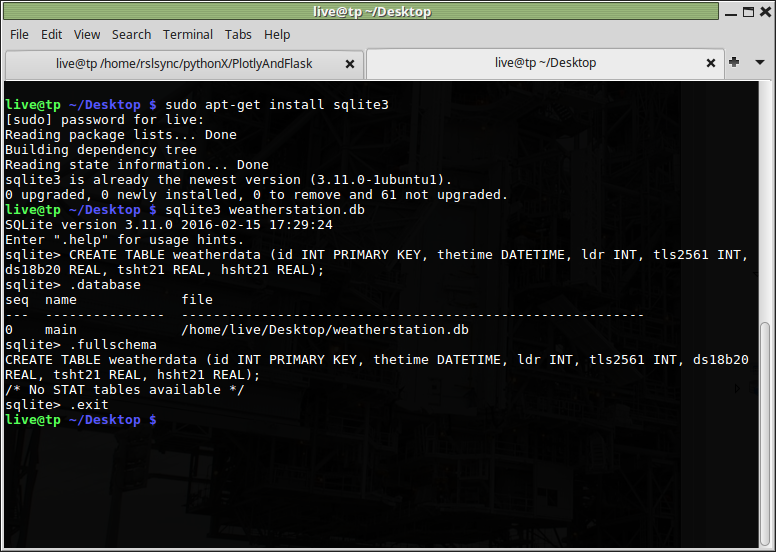 live@tp ~/Desktop
File Edit View Search Terminal Tabs Help
live@tp /home/rslsync/pythonX/PlotlyAndFlask live@tp ~/Desktop
live@tp ~/Desktop $ sudo apt-get install sqlite3
[sudo] password for live:
Reading package lists... Done
Building dependency tree
Reading state information... Done
sqlite3 is already the newest version (3.11.0-1ubuntu1).
0 upgraded, 0 newly installed, 0 to remove and 61 not upgraded.
live@tp ~/Desktop $ sqlite3 weatherstation.db
SQLite version 3.11.0 2016-02-15 17:29:24
Enter ".help" for usage hints.
sqlite> CREATE TABLE weatherdata (id INT PRIMARY KEY, thetime DATETIME, ldr INT, tls2561 INT,
ds18b20 REAL, tsht21 REAL, hsht21 REAL);
sqlite> .database
seq  name             file
---  ---------------  ----------------------------------------------------------
0    main             /home/live/Desktop/weatherstation.db
sqlite> .fullschema
CREATE TABLE weatherdata (id INT PRIMARY KEY, thetime DATETIME, ldr INT, tls2561 INT, ds18b20
REAL, tsht21 REAL, hsht21 REAL);
/* No STAT tables available */
sqlite> .exit
live@tp ~/Desktop $